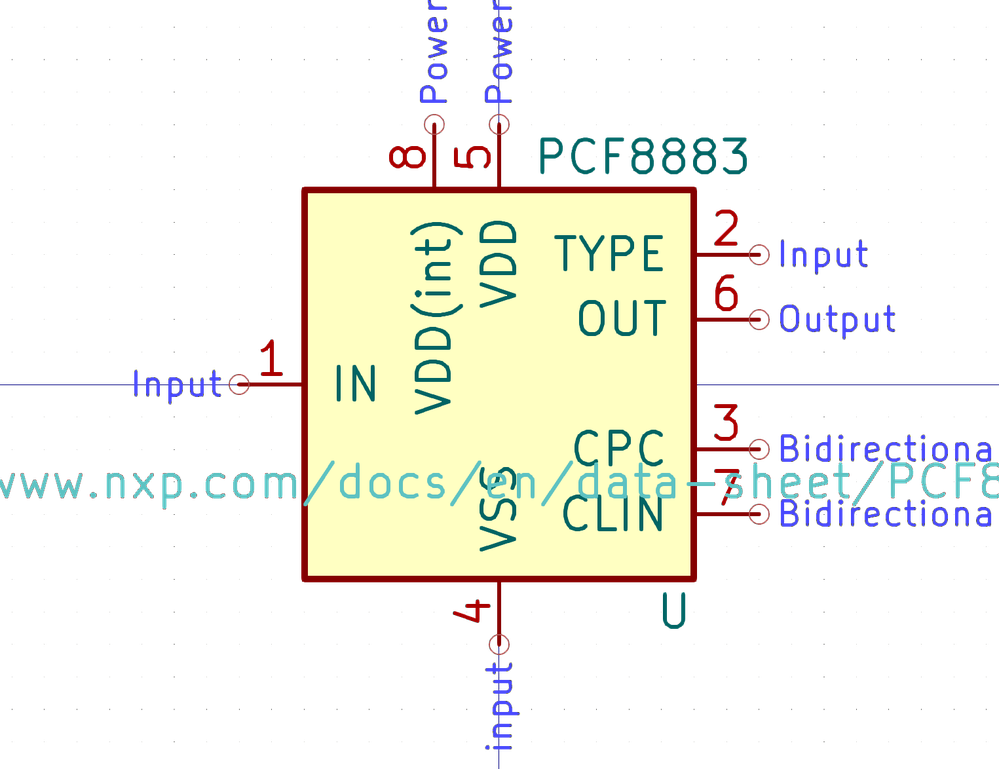 Power
Power
8
5
PCF8883
VDD(int)
VDD
TYPE
2
Input
OUT
6
Output
Input
1
IN
CPC
3
Bidirectiona
www.nxp.com/docs/en/data-sheet/PCF8
7
VSS
CLIN
Bidirectiona
4
U
input